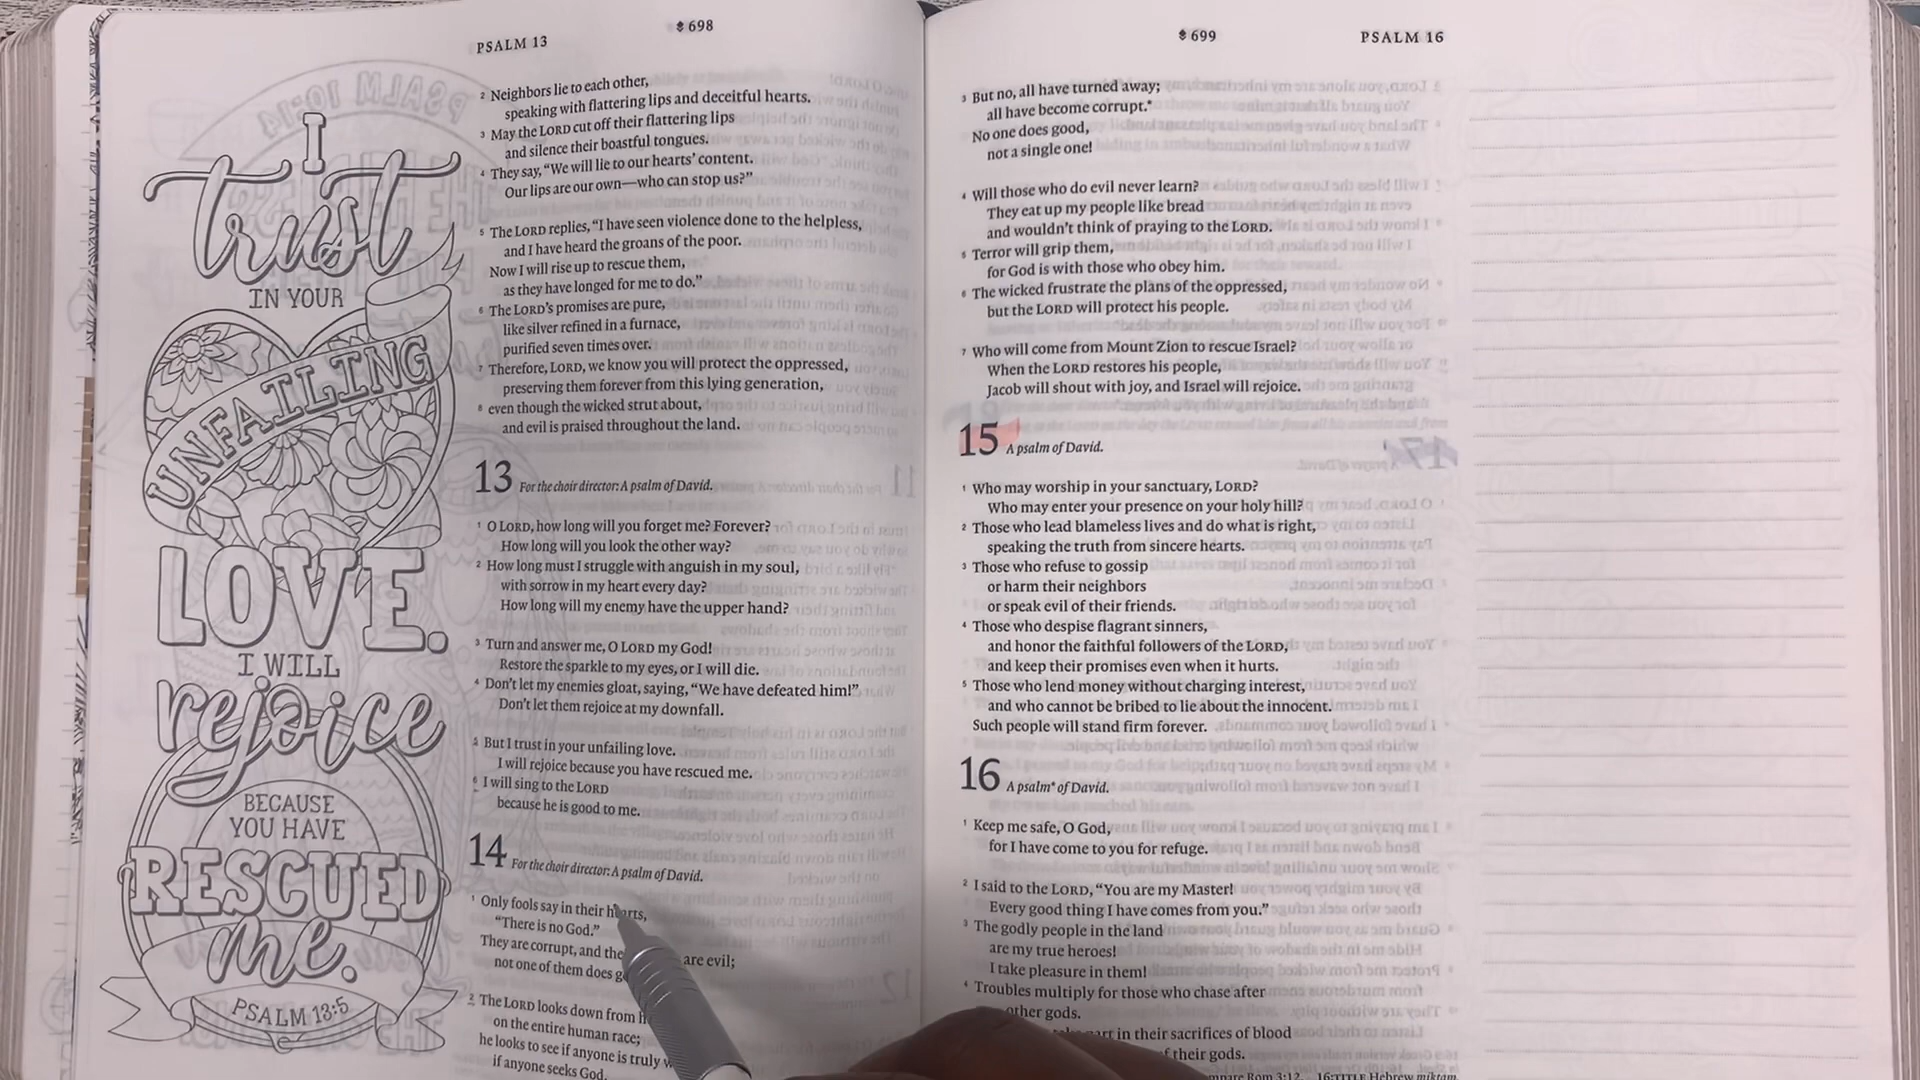 PSALM 13
698
I
trust
IN YOUR
UNFAILING
LOVE.
I WILL
rejoice
BECAUSE
YOU HAVE
RESCUED
me.
PSALM 13:5
2 Neighbors lie to each other,
speaking with flattering lips and deceitful hearts.
3 May the LORD cut off their flattering lips
and silence their boastful tongues.
4 They say, “We will lie to our hearts’ content.
Our lips are our own—who can stop us?”
5 The LORD replies, “I have seen violence done to the helpless,
and I have heard the groans of the poor.
Now I will rise up to rescue them,
as they have longed for me to do.”
6 The LORD’s promises are pure,
like silver refined in a furnace,
purified seven times over.
7 Therefore, LORD, we know you will protect the oppressed,
preserving them forever from this lying generation,
8 even though the wicked strut about,
and evil is praised throughout the land.
13 For the choir director: A psalm of David.
1 O LORD, how long will you forget me? Forever?
How long will you look the other way?
2 How long must I struggle with anguish in my soul,
with sorrow in my heart every day?
How long will my enemy have the upper hand?
3 Turn and answer me, O LORD my God!
Restore the sparkle to my eyes, or I will die.
4 Don’t let my enemies gloat, saying, “We have defeated him!”
Don’t let them rejoice at my downfall.
5 But I trust in your unfailing love.
I will rejoice because you have rescued me.
6 I will sing to the LORD
because he is good to me.
14 For the choir director: A psalm of David.
1 Only fools say in their hearts,
“There is no God.”
They are corrupt, and the are evil;
not one of them does
2 The LORD looks down from
on the entire human race;
he looks to see if anyone is truly
if anyone seeks God.
699
PSALM 16
3 But no, all have turned away;
all have become corrupt.*
No one does good,
not a single one!
4 Will those who do evil never learn?
They eat up my people like bread
and wouldn’t think of praying to the LORD.
5 Terror will grip them,
for God is with those who obey him.
6 The wicked frustrate the plans of the oppressed,
but the LORD will protect his people.
7 Who will come from Mount Zion to rescue Israel?
When the LORD restores his people,
Jacob will shout with joy, and Israel will rejoice.
15 A psalm of David.
1 Who may worship in your sanctuary, LORD?
Who may enter your presence on your holy hill?
2 Those who lead blameless lives and do what is right,
speaking the truth from sincere hearts.
3 Those who refuse to gossip
or harm their neighbors
or speak evil of their friends.
4 Those who despise flagrant sinners,
and honor the faithful followers of the LORD,
and keep their promises even when it hurts.
5 Those who lend money without charging interest,
and who cannot be bribed to lie about the innocent.
Such people will stand firm forever.
16 A psalm* of David.
1 Keep me safe, O God,
for I have come to you for refuge.
2 I said to the LORD, “You are my Master!
Every good thing I have comes from you.”
3 The godly people in the land
are my true heroes!
I take pleasure in them!
4 Troubles multiply for those who chase after
other gods.
in their sacrifices of blood
their gods.
Rom 3:12. 16:TITLE Hebrew miktam